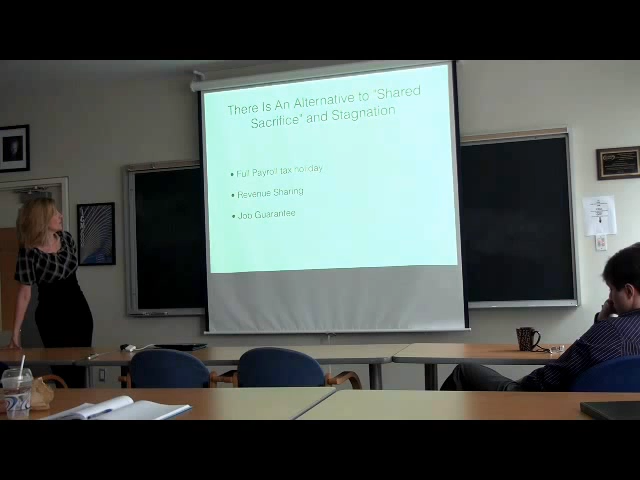 There Is An Alternative to "Shared
Sacrifice" and Stagnation
• Full Payroll tax holiday
• Revenue Sharing
• Job Guarantee